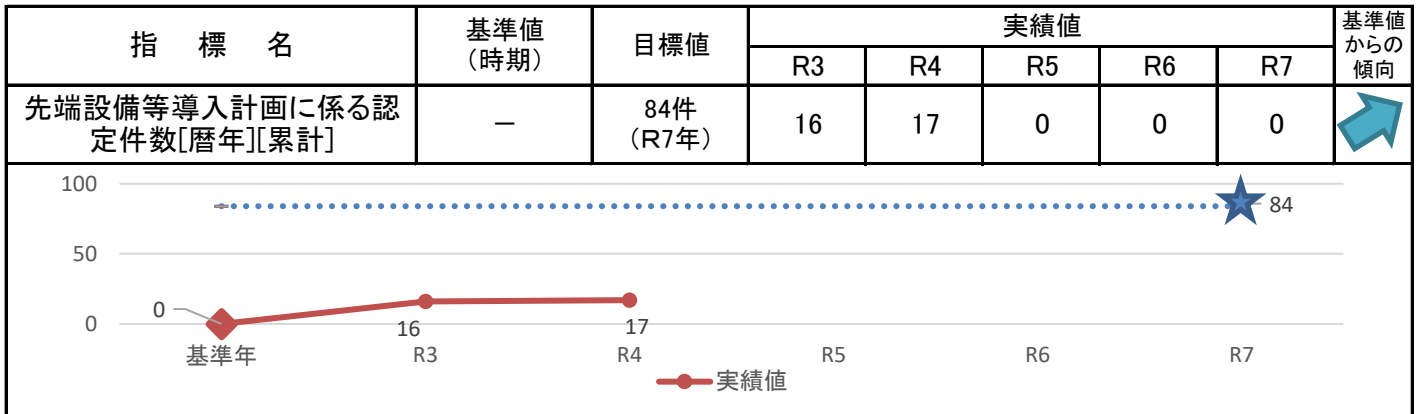 指　標　名
基準値
（時期）
目標値
実績値
基準値
からの
傾向
R3 R4 R5 R6 R7
先端設備等導入計画に係る認
定件数[暦年][累計]
－
84件
（R7年）
16 17 0 0 0
100
50
0
84
0
16
17
基準年 R3 R4 R5 R6 R7
実績値